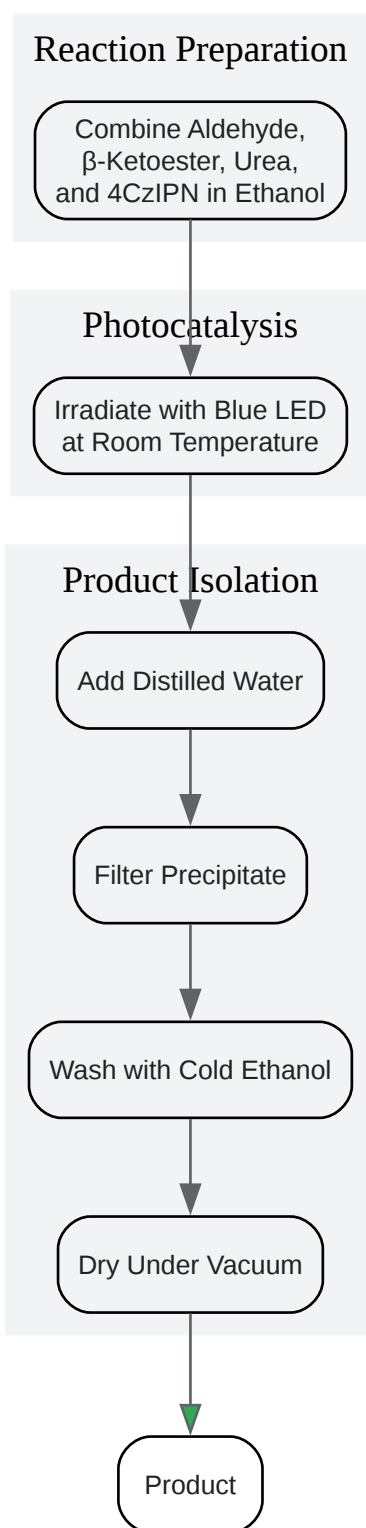 Reaction Preparation
Combine Aldehyde,
β-Ketoester, Urea,
and 4CzIPN in Ethanol
Photocatalysis
Irradiate with Blue LED
at Room Temperature
Product Isolation
Add Distilled Water
Filter Precipitate
Wash with Cold Ethanol
Dry Under Vacuum
Product